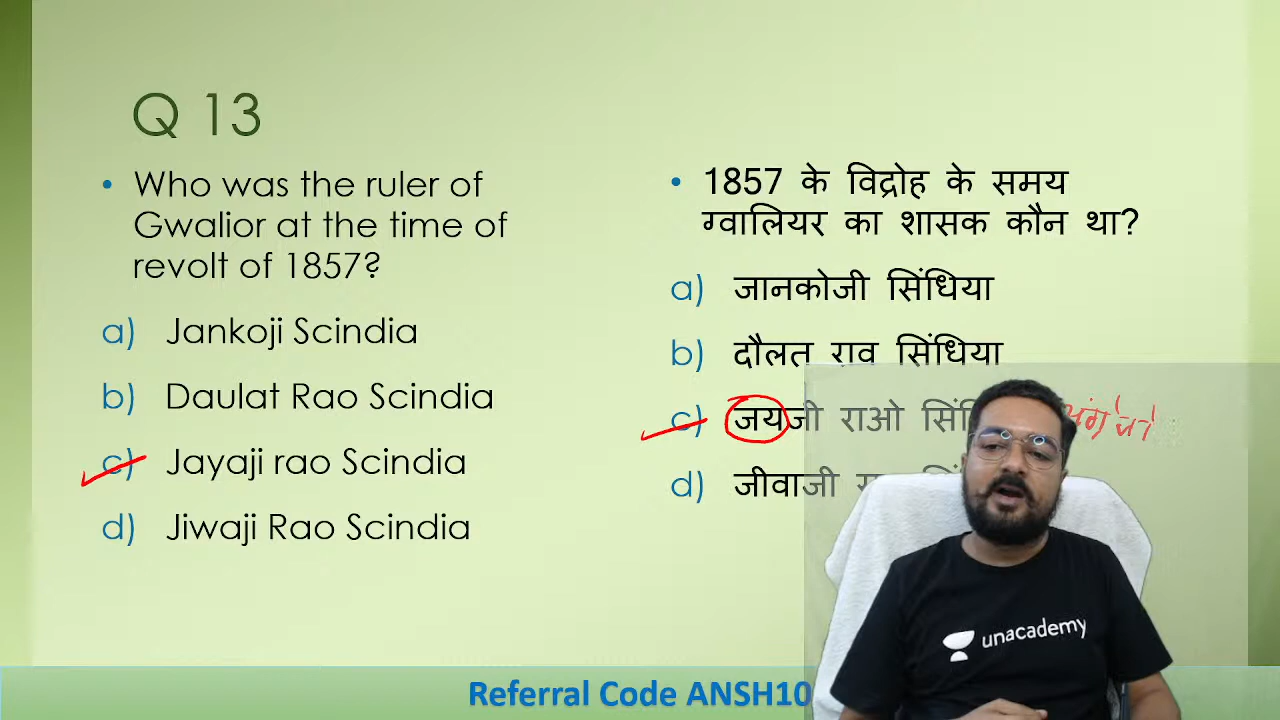 Q 13
• Who was the ruler of
Gwalior at the time of
revolt of 1857?
a) Jankoji Scindia
b) Daulat Rao Scindia
c) Jayaji rao Scindia
d) Jiwaji Rao Scindia
• 1857 के विद्रोह के समय
ग्वालियर का शासक कौन था?
a) जानकोजी सिंधिया
b) दौलत राव सिंधिया
c) जयजी राओ
d) जीवाजी
unacademy
Referral Code ANSH10